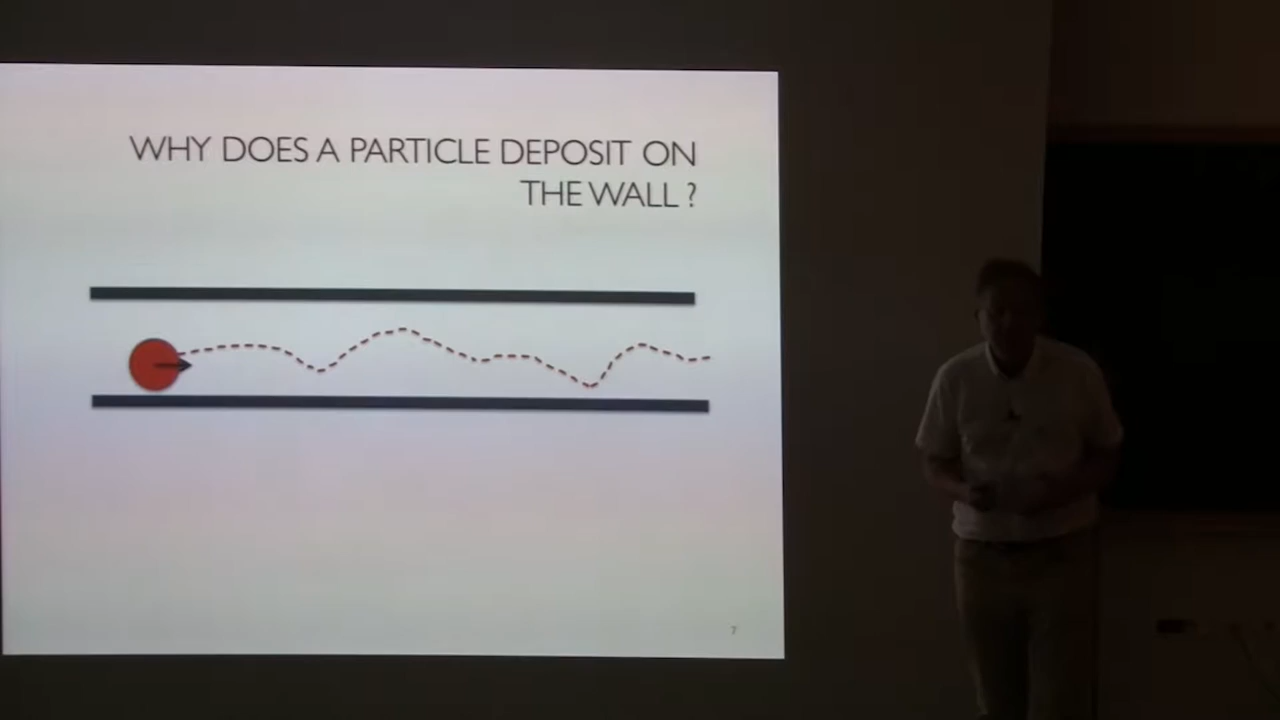 WHY DOES A PARTICLE DEPOSIT ON
THE WALL ?
7